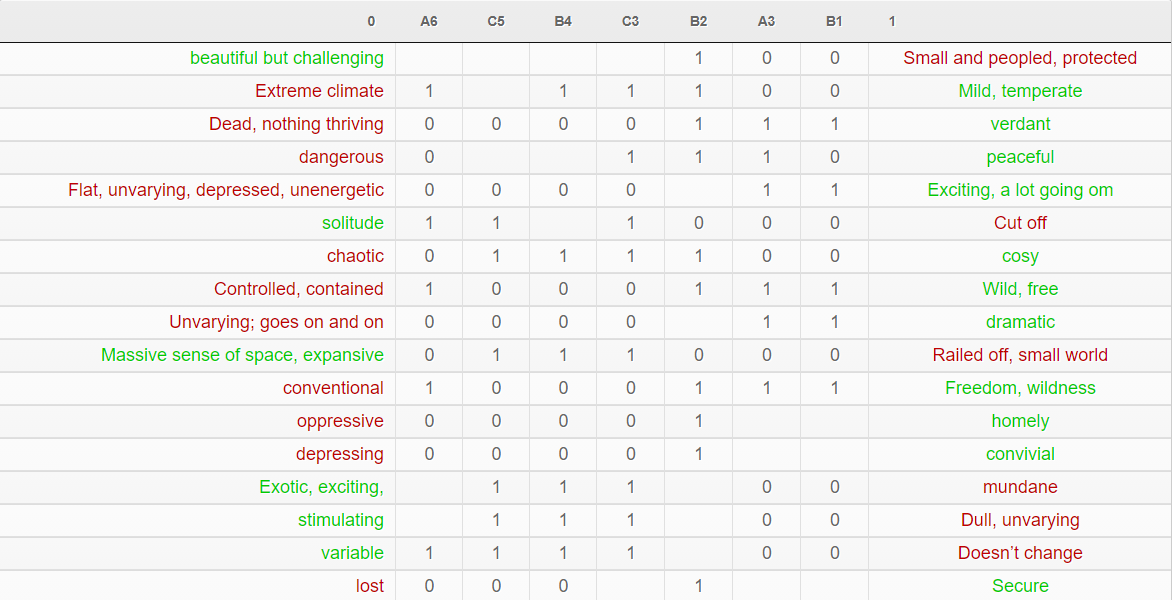 0 A6 C5 B4 C3 B2 A3 B1 1
beautiful but challenging 1 0 0 Small and peopled, protected
Extreme climate 1 1 1 1 0 0 Mild, temperate
Dead, nothing thriving 0 0 0 0 1 1 1 verdant
dangerous 0 1 1 1 0 peaceful
Flat, unvarying, depressed, unenergetic 0 0 0 0 1 1 Exciting, a lot going om
solitude 1 1 1 0 0 0 Cut off
chaotic 0 1 1 1 1 0 0 cosy
Controlled, contained 1 0 0 0 1 1 1 Wild, free
Unvarying; goes on and on 0 0 0 0 1 1 dramatic
Massive sense of space, expansive 0 1 1 1 0 0 0 Railed off, small world
conventional 1 0 0 0 1 1 1 Freedom, wildness
oppressive 0 0 0 0 1 homely
depressing 0 0 0 0 1 convivial
Exotic, exciting, 1 1 1 0 0 mundane
stimulating 1 1 1 0 0 Dull, unvarying
variable 1 1 1 1 0 0 Doesn’t change
lost 0 0 0 1 Secure